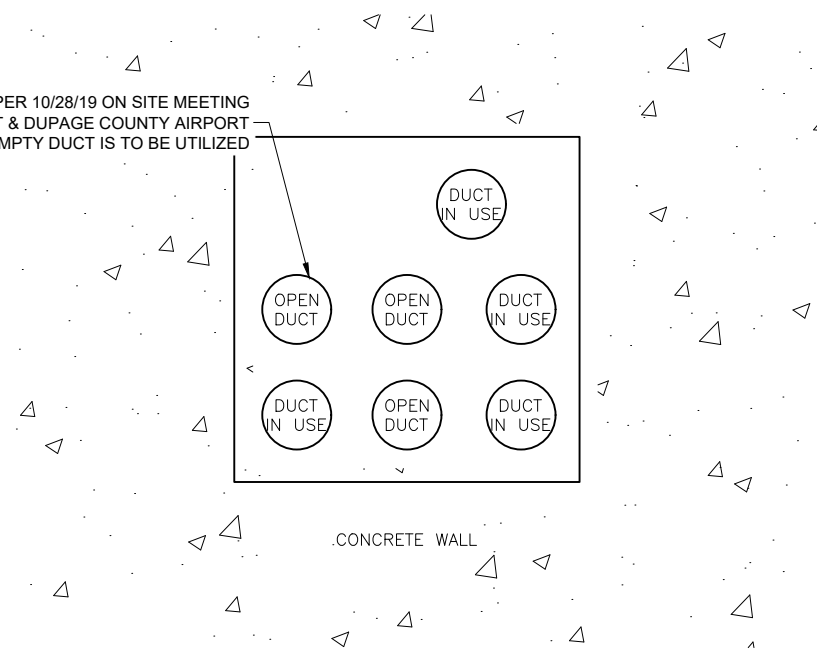 PER 10/28/19 ON SITE MEETING
& DUPAGE COUNTY AIRPORT
DUCT IS TO BE UTILIZED
DUCT
IN USE
OPEN
DUCT
OPEN
DUCT
DUCT
IN USE
DUCT
IN USE
OPEN
DUCT
DUCT
IN USE
CONCRETE WALL